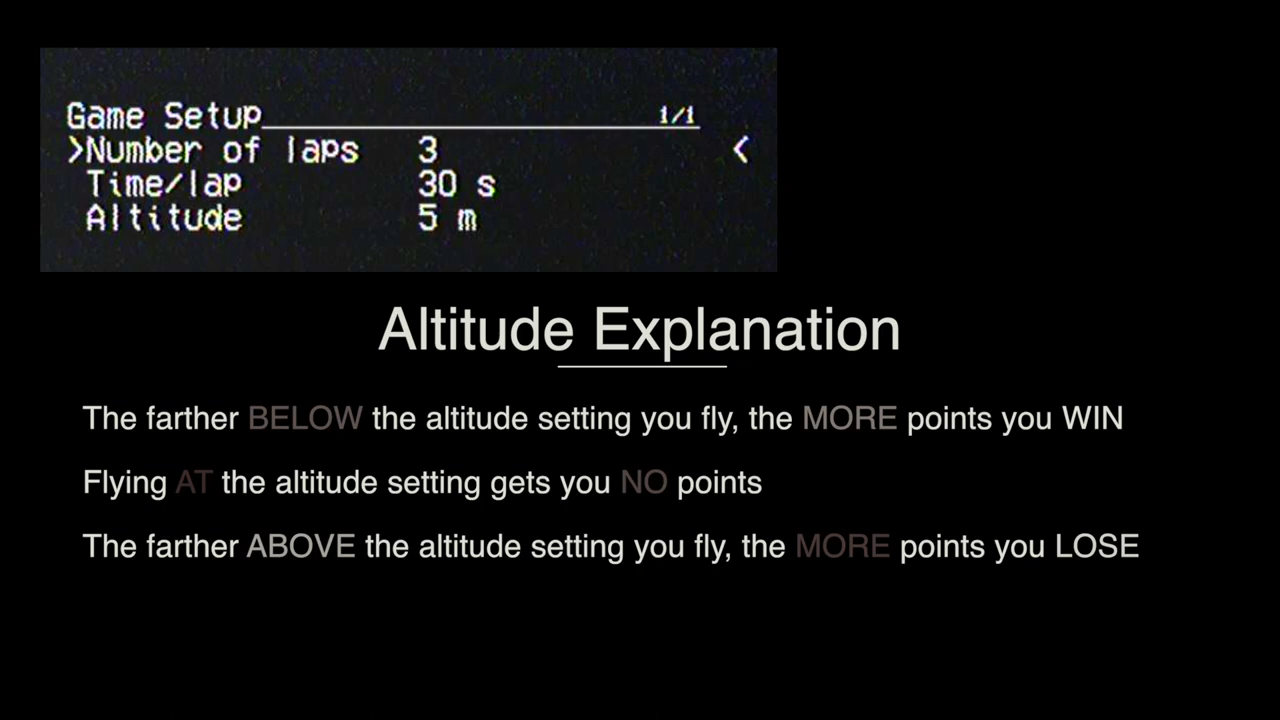 Game Setup 1/1
>Number of laps 3 <
Time/lap 30 s
Altitude 5 m
Altitude Explanation
The farther BELOW the altitude setting you fly, the MORE points you WIN
Flying AT the altitude setting gets you NO points
The farther ABOVE the altitude setting you fly, the MORE points you LOSE